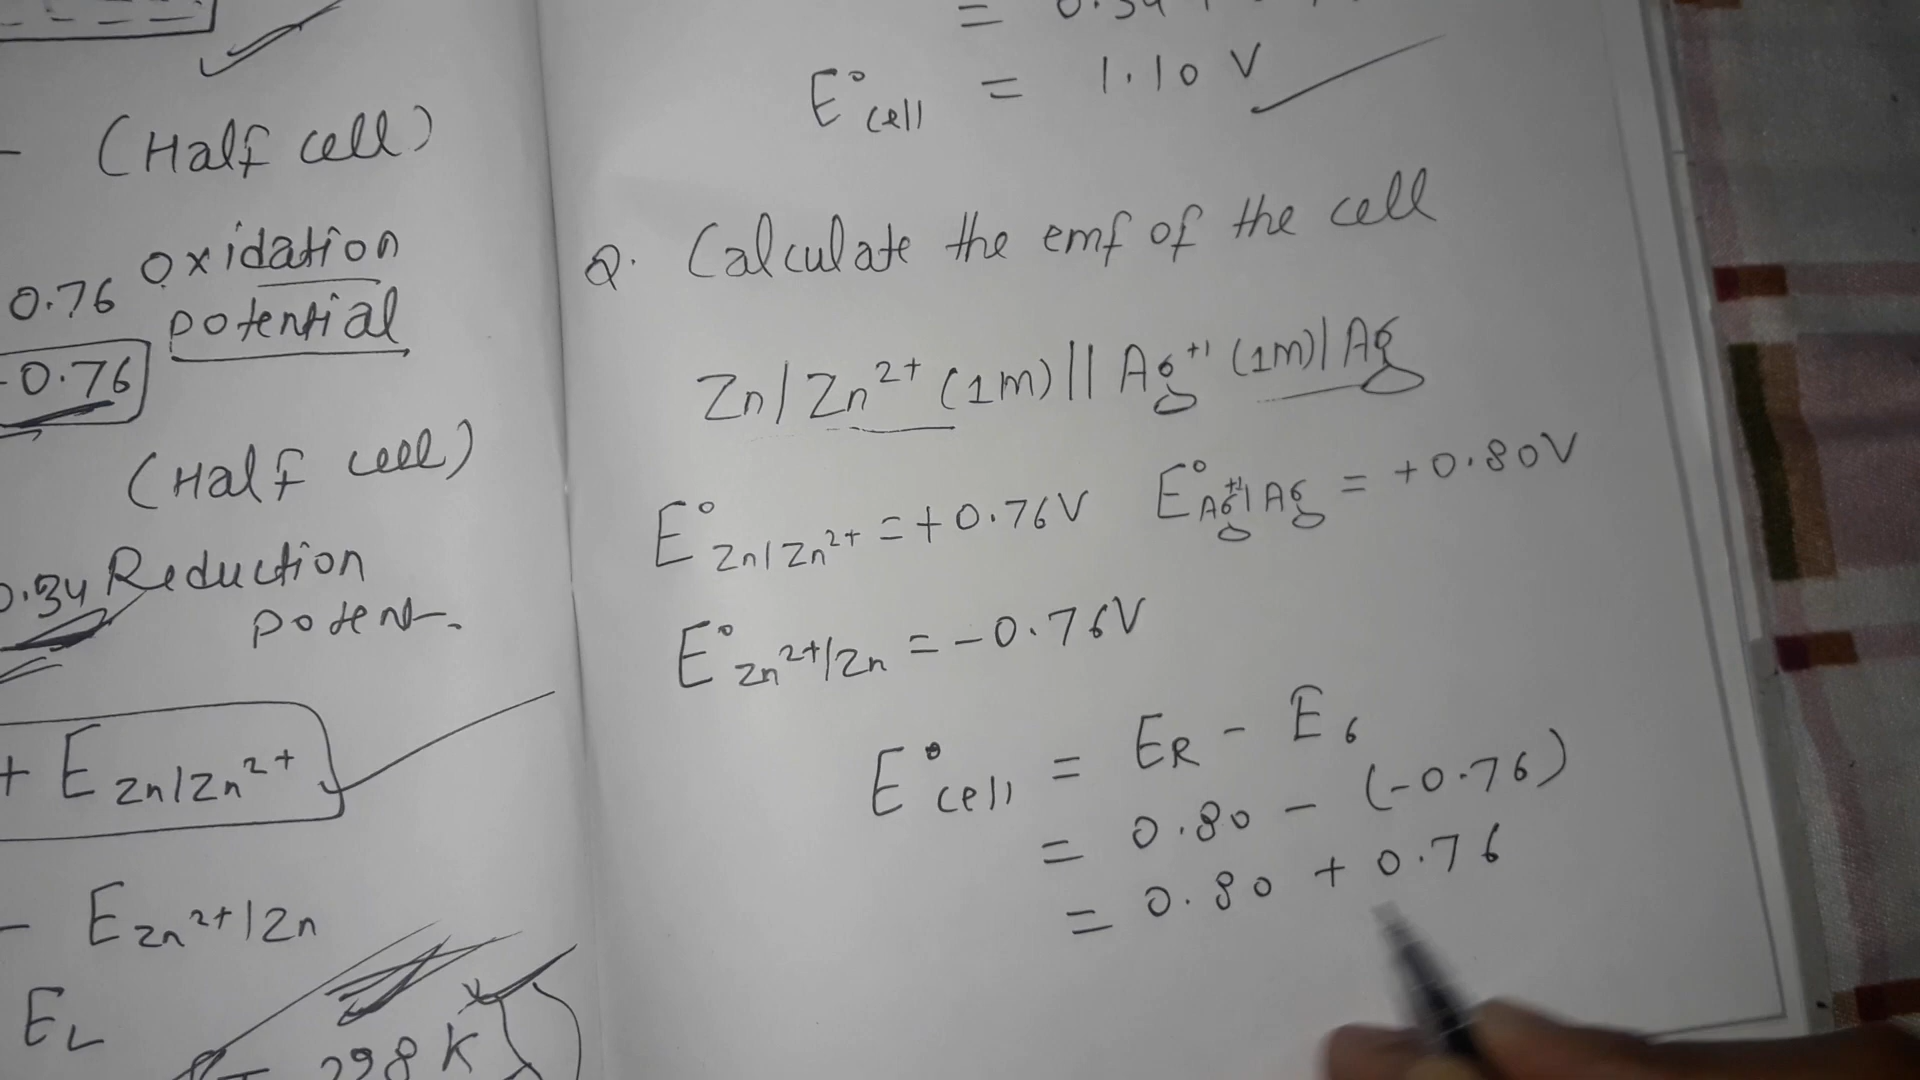 - (Half cell)
0.76 oxidation
potential
-0.76
(Half cell)
0.34 Reduction
poten-.
+ E Zn|Zn²⁺
- E Zn²⁺|Zn
E L
298 K
E°cell = 1.10 V
Q. Calculate the emf of the cell
Zn/Zn²⁺ (1M)||Ag⁺¹ (1M)|Ag
E° Zn|Zn²⁺ = +0.76V E° Ag⁺¹|Ag = +0.80V
E° Zn²⁺/Zn = -0.76V
E°cell = ER - E6
= 0.80 - (-0.76)
= 0.80 + 0.76